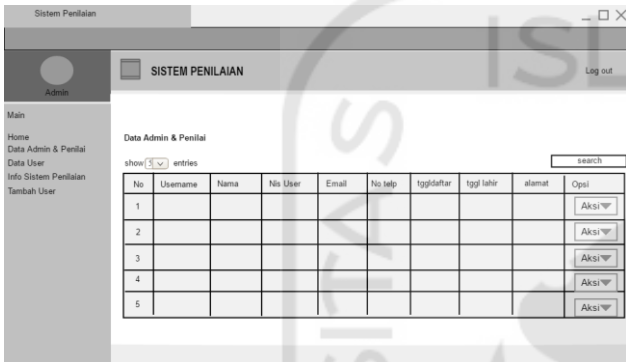 Sistem Penilaian
SISTEM PENILAIAN
Log out
Admin
Main
Home
Data Admin & Penilai
Data User
Info Sistem Penilaian
Tambah User
Data Admin & Penilai
show 5 entries
search
No Username Nama Nis User Email No telp tggldaftar tggl lahir alamat Opsi
1 Aksi
2 Aksi
3 Aksi
4 Aksi
5 Aksi
ISL
SITAS